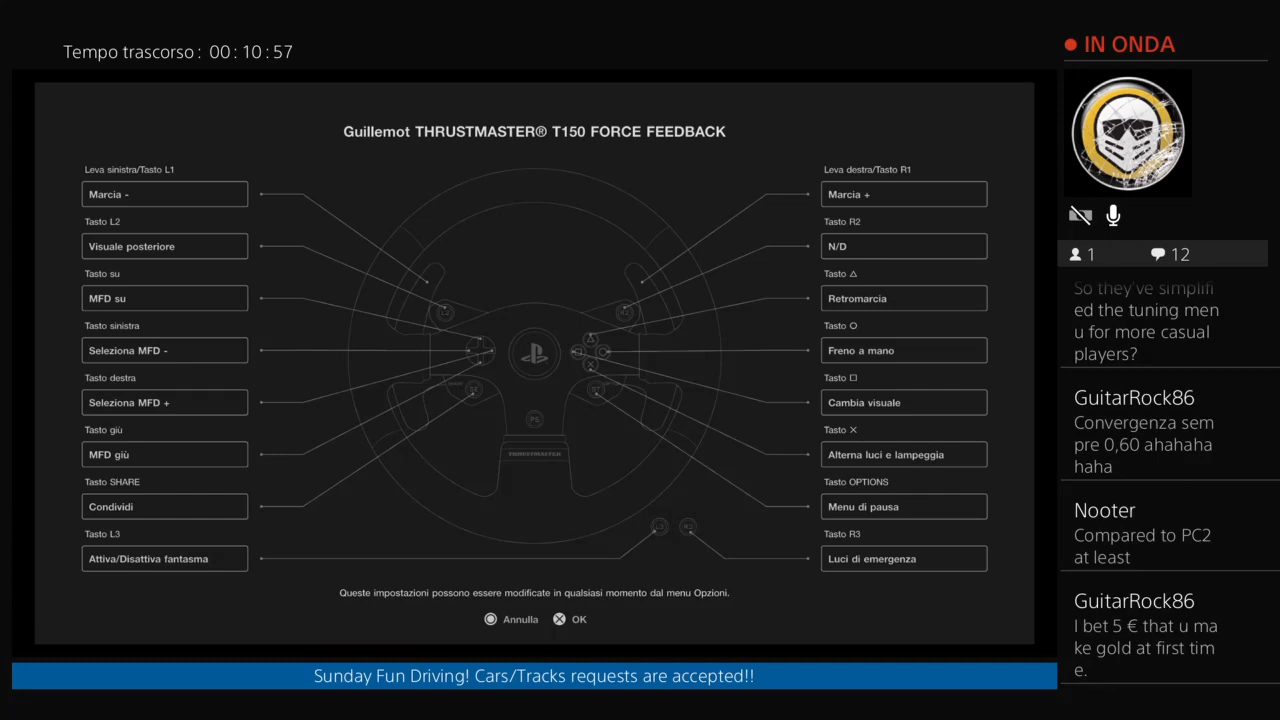 Tempo trascorso: 00:10:57
IN ONDA
Guillemot THRUSTMASTER® T150 FORCE FEEDBACK
Leva sinistra/Tasto L1
Marcia -
Tasto L2
Visuale posteriore
Tasto su
MFD su
Tasto sinistra
Seleziona MFD -
Tasto destra
Seleziona MFD +
Tasto giù
MFD giù
Tasto SHARE
Condividi
Tasto L3
Attiva/Disattiva fantasma
Leva destra/Tasto R1
Marcia +
Tasto R2
N/D
Tasto △
Retromarcia
Tasto O
Freno a mano
Tasto □
Cambia visuale
Tasto ✕
Alterna luci e lampeggia
Tasto OPTIONS
Menu di pausa
Tasto R3
Luci di emergenza
L2
R2
PS
THRUSTMASTER
L3
R3
Queste impostazioni possono essere modificate in qualsiasi momento dal menu Opzioni.
Annulla OK
Sunday Fun Driving! Cars/Tracks requests are accepted!!
1 12
So they've simplifi
ed the tuning men
u for more casual
players?
GuitarRock86
Convergenza sem
pre 0,60 ahahaha
haha
Nooter
Compared to PC2
at least
GuitarRock86
I bet 5 € that u ma
ke gold at first tim
e.